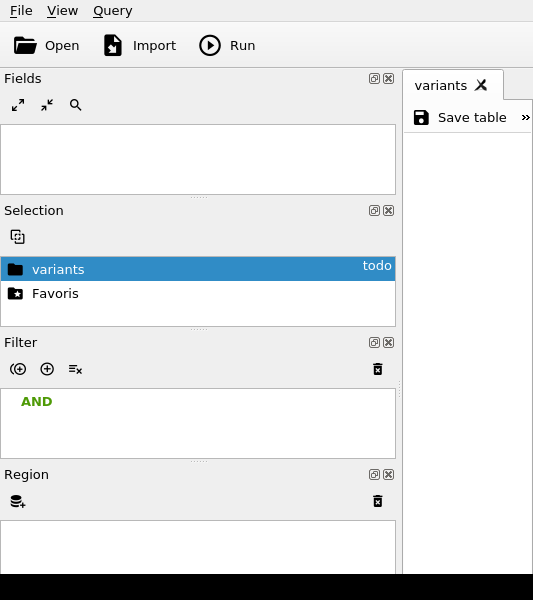 File View Query
Open Import Run
Fields
Selection
variants todo
Favoris
Filter
AND
Region
variants
Save table »